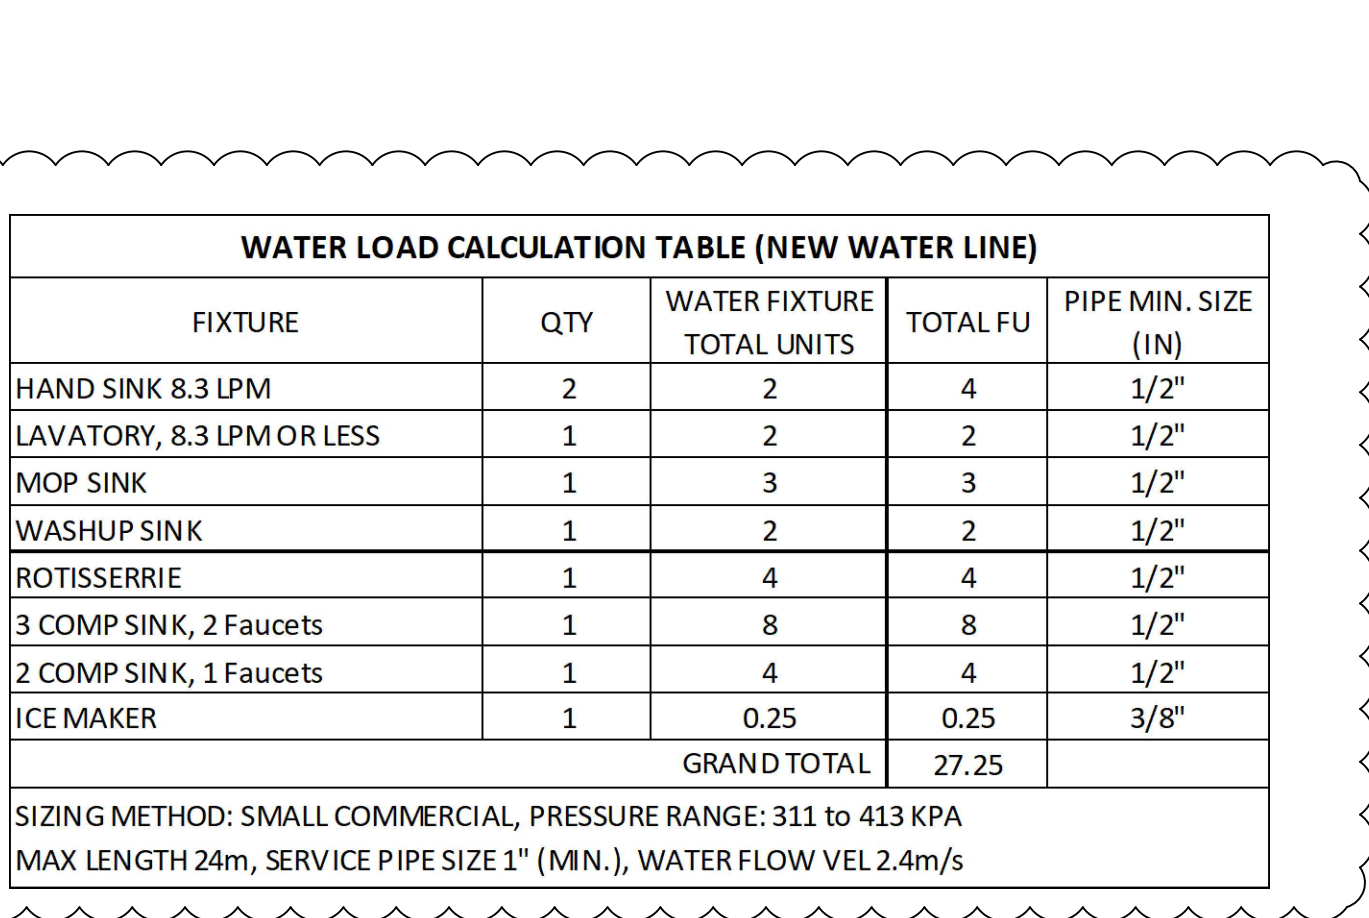 WATER LOAD CALCULATION TABLE (NEW WATER LINE)
FIXTURE QTY WATER FIXTURE TOTAL UNITS TOTAL FU PIPE MIN. SIZE (IN)
HAND SINK 8.3 LPM 2 2 4 1/2"
LAVATORY, 8.3 LPM OR LESS 1 2 2 1/2"
MOP SINK 1 3 3 1/2"
WASHUP SINK 1 2 2 1/2"
ROTISSERRIE 1 4 4 1/2"
3 COMP SINK, 2 Faucets 1 8 8 1/2"
2 COMP SINK, 1 Faucets 1 4 4 1/2"
ICE MAKER 1 0.25 0.25 3/8"
GRAND TOTAL 27.25
SIZING METHOD: SMALL COMMERCIAL, PRESSURE RANGE: 311 to 413 KPA
MAX LENGTH 24m, SERVICE PIPE SIZE 1" (MIN.), WATER FLOW VEL 2.4m/s